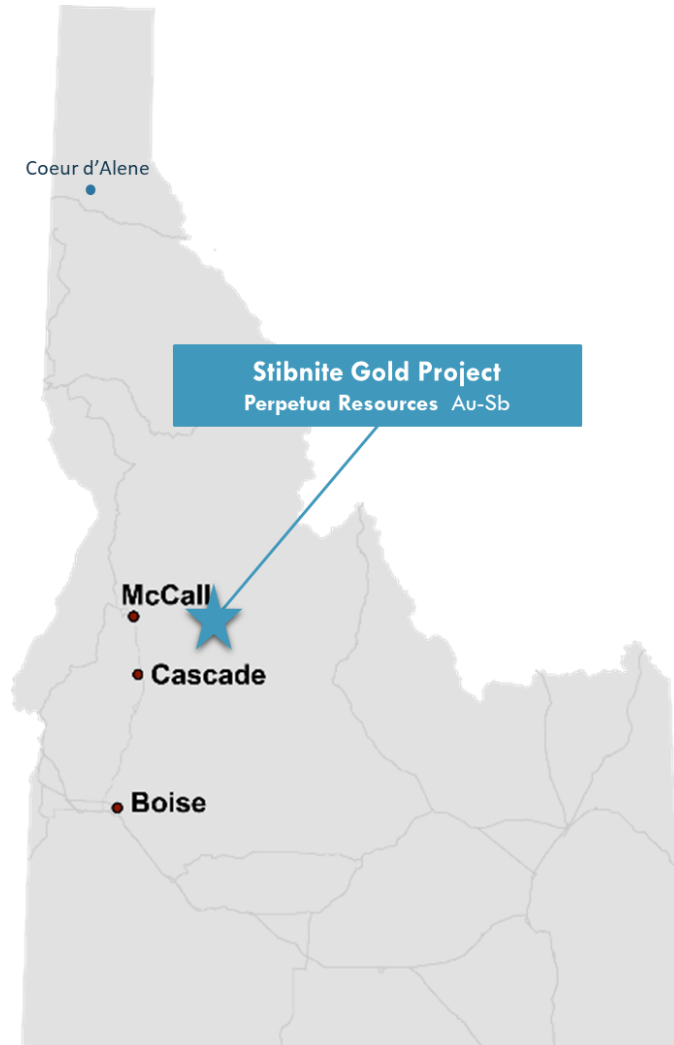 Coeur d’Alene
Stibnite Gold Project
Perpetua Resources Au-Sb
McCall
Cascade
Boise